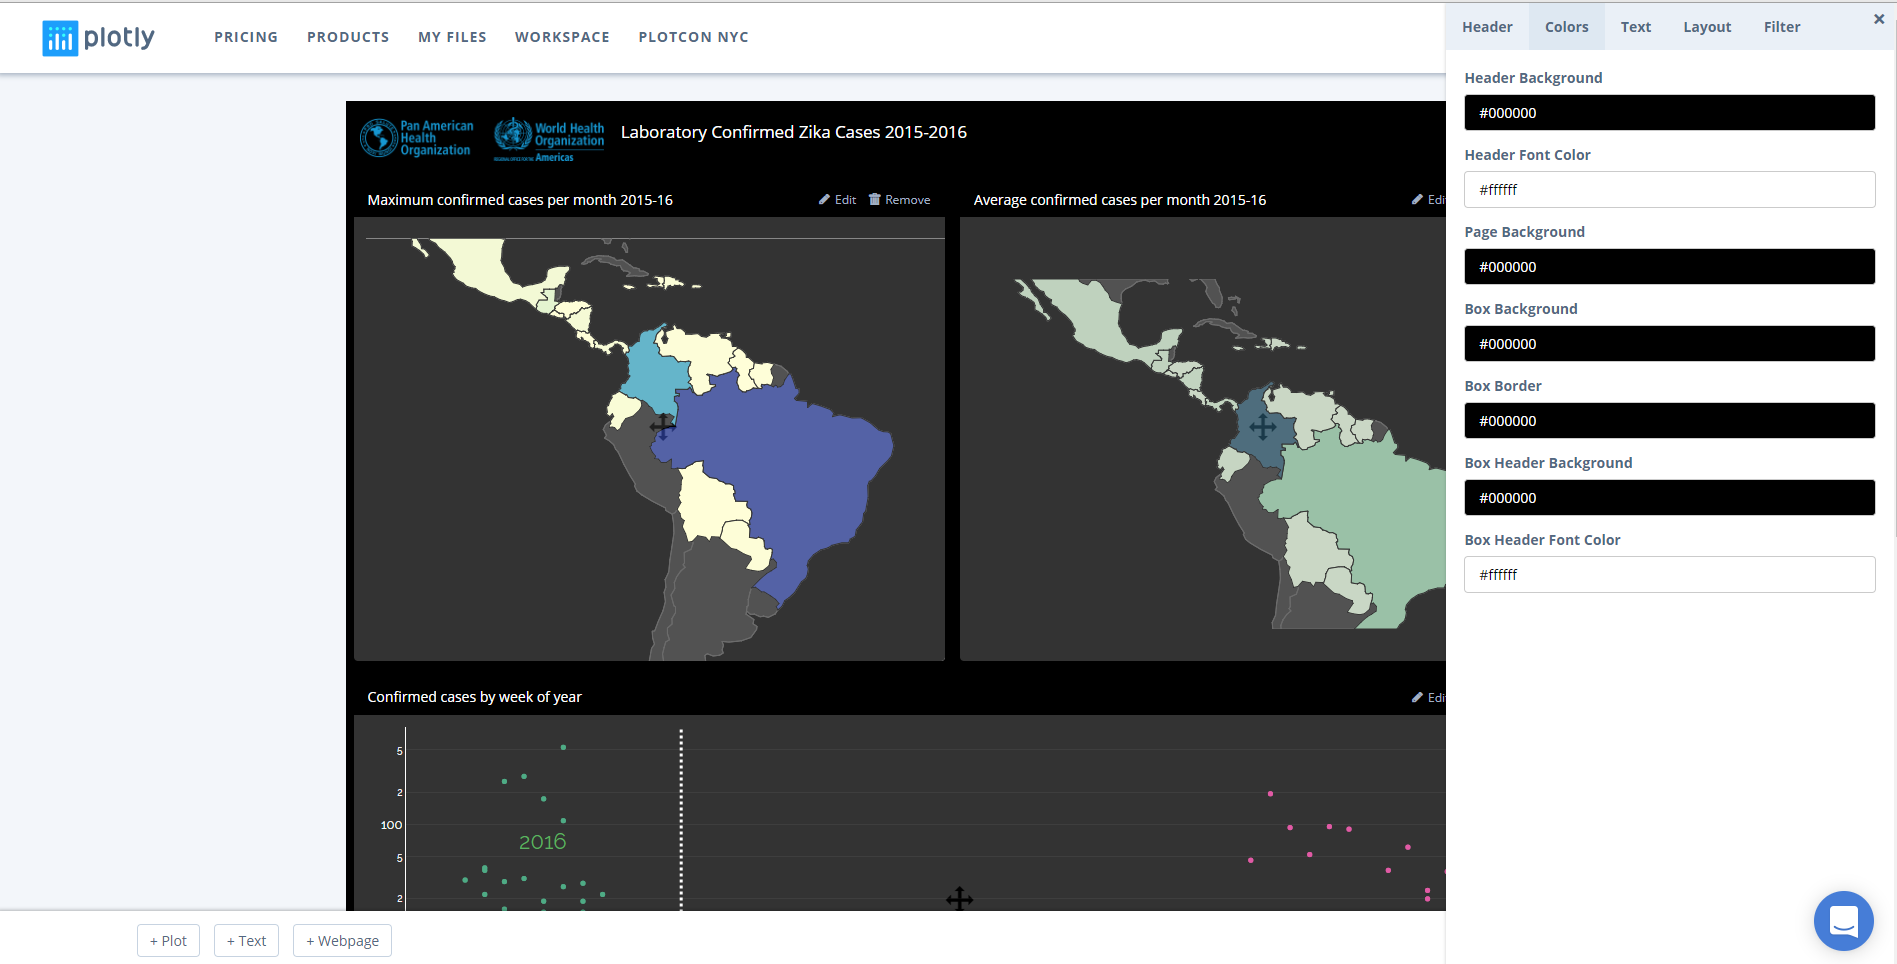 plotly
PRICING
PRODUCTS
MY FILES
WORKSPACE
PLOTCON NYC
Pan American
Health
Organization
World Health
Organization
REGIONAL OFFICE FOR THE Americas
Laboratory Confirmed Zika Cases 2015-2016
Maximum confirmed cases per month 2015-16
Edit
Remove
Average confirmed cases per month 2015-16
Edi
Confirmed cases by week of year
Edi
5
2
100
5
2
2016
+ Plot
+ Text
+ Webpage
Header
Colors
Text
Layout
Filter
×
Header Background
#000000
Header Font Color
#ffffff
Page Background
#000000
Box Background
#000000
Box Border
#000000
Box Header Background
#000000
Box Header Font Color
#ffffff